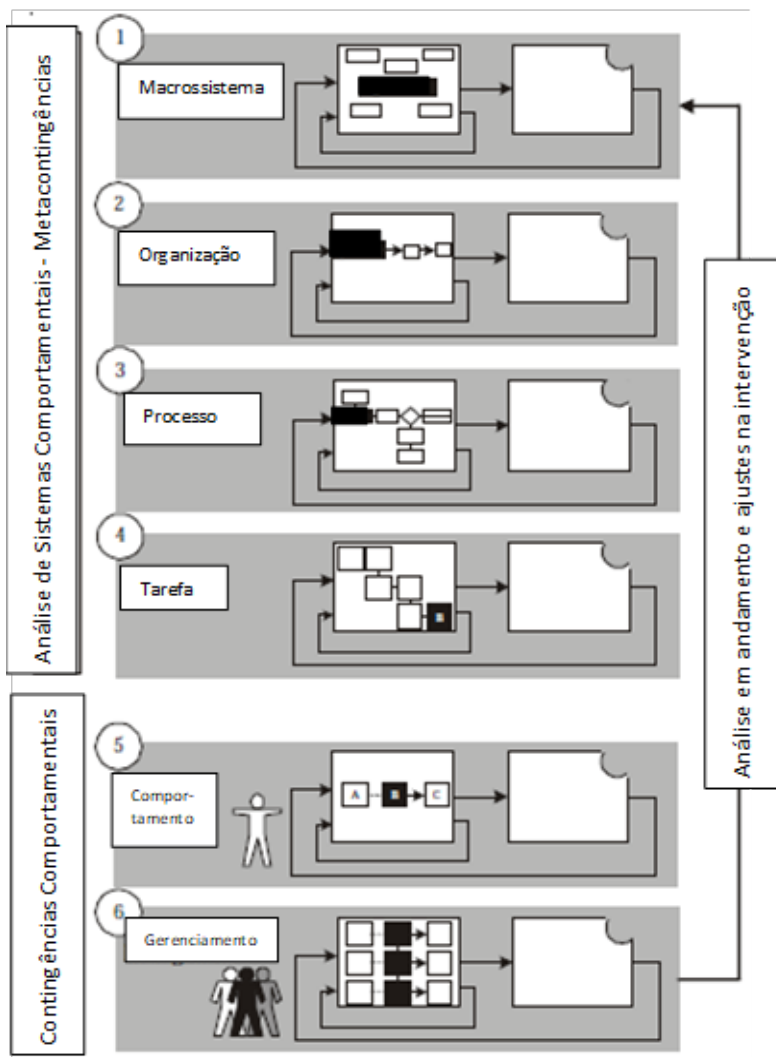 Análise de Sistemas Comportamentais - Metacontingências
1
Macrossistema
2
Organização
3
Processo
4
Tarefa
B
Contingências Comportamentais
5
Compor-
tamento
A
B
C
6
Gerenciamento
Análise em andamento e ajustes na intervenção